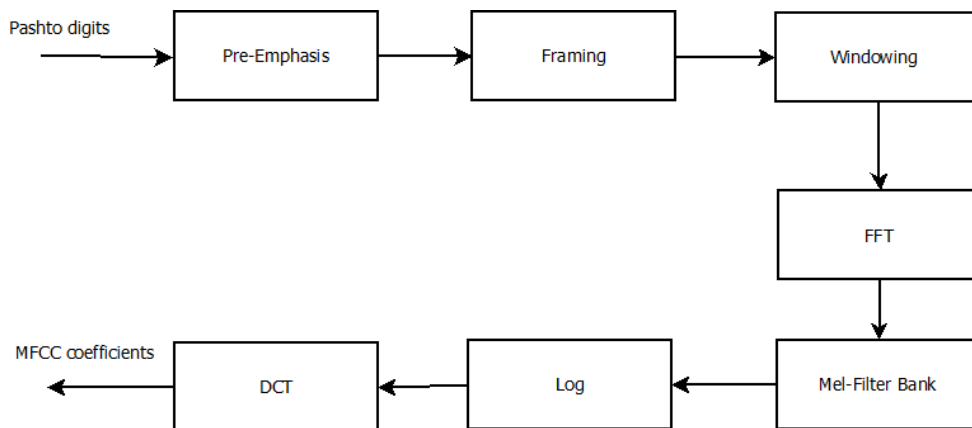 Pashto digits
Pre-Emphasis
Framing
Windowing
FFT
Mel-Filter Bank
Log
DCT
MFCC coefficients